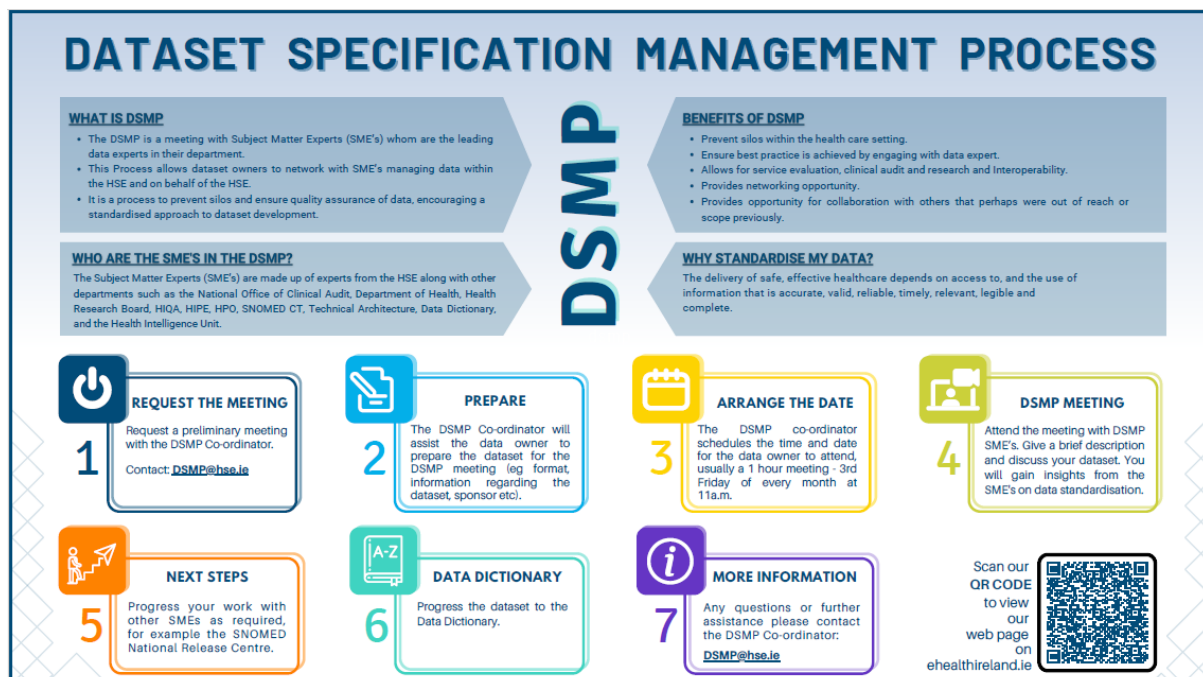 DATASET SPECIFICATION MANAGEMENT PROCESS
WHAT IS DSMP
• The DSMP is a meeting with Subject Matter Experts (SME's) whom are the leading
data experts in their department.
• This Process allows dataset owners to network with SME's managing data within
the HSE and on behalf of the HSE.
• It is a process to prevent silos and ensure quality assurance of data, encouraging a
standardised approach to dataset development.
WHO ARE THE SME'S IN THE DSMP?
The Subject Matter Experts (SME's) are made up of experts from the HSE along with other
departments such as the National Office of Clinical Audit, Department of Health, Health
Research Board, HIQA, HIPE, HPO, SNOMED CT, Technical Architecture, Data Dictionary,
and the Health Intelligence Unit.
DSMP
BENEFITS OF DSMP
• Prevent silos within the health care setting.
• Ensure best practice is achieved by engaging with data expert.
• Allows for service evaluation, clinical audit and research and Interoperability.
• Provides networking opportunity.
• Provides opportunity for collaboration with others that perhaps were out of reach or
scope previously.
WHY STANDARDISE MY DATA?
The delivery of safe, effective healthcare depends on access to, and the use of
information that is accurate, valid, reliable, timely, relevant, legible and
complete.
1
REQUEST THE MEETING
Request a preliminary meeting
with the DSMP Co-ordinator.
Contact: DSMP@hse.ie
2
PREPARE
The DSMP Co-ordinator will
assist the data owner to
prepare the dataset for the
DSMP meeting (eg format,
information regarding the
dataset, sponsor etc).
3
ARRANGE THE DATE
The DSMP co-ordinator
schedules the time and date
for the data owner to attend,
usually a 1 hour meeting - 3rd
Friday of every month at
11a.m.
4
DSMP MEETING
Attend the meeting with DSMP
SME's. Give a brief description
and discuss your dataset. You
will gain insights from the
SME's on data standardisation.
5
NEXT STEPS
Progress your work with
other SMEs as required,
for example the SNOMED
National Release Centre.
A-Z
6
DATA DICTIONARY
Progress the dataset to the
Data Dictionary.
i
7
MORE INFORMATION
Any questions or further
assistance please contact
the DSMP Co-ordinator:
DSMP@hse.ie
Scan our
QR CODE
to view
our
web page
on
ehealthireland.ie